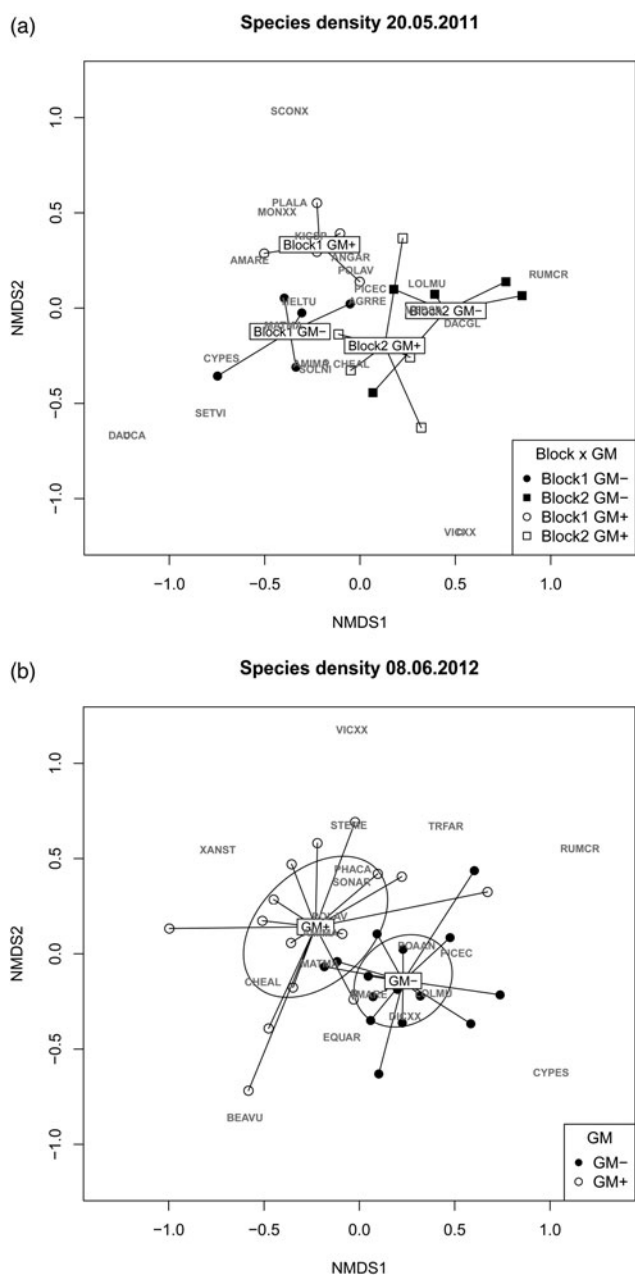 (a)
Species density 20.05.2011
NMDS2
1.0
0.5
0.0
−0.5
−1.0
SCONX
PLALA
MONXX
Block1 GM+
ANGAR
AMARE
POLAV
PICEC
LOLMU
RUMCR
AGRRE
Block2 GM−
DACGL
Block1 GM−
Block2 GM+
CHEAL
CYPES
SOLNI
SETVI
DAUCA
VICXX
Block x GM
Block1 GM−
Block2 GM−
Block1 GM+
Block2 GM+
−1.0 −0.5 0.0 0.5 1.0
NMDS1
(b)
Species density 08.06.2012
NMDS2
1.0
0.5
0.0
−0.5
−1.0
VICXX
STEME
TRFAR
XANST
RUMCR
PHACA
SONAR
POLAV
GM+
POAAN
PICEC
MATMA
CHEAL
GM−
DICXX
EQUAR
CYPES
BEAVU
GM
GM−
GM+
−1.0 −0.5 0.0 0.5 1.0
NMDS1